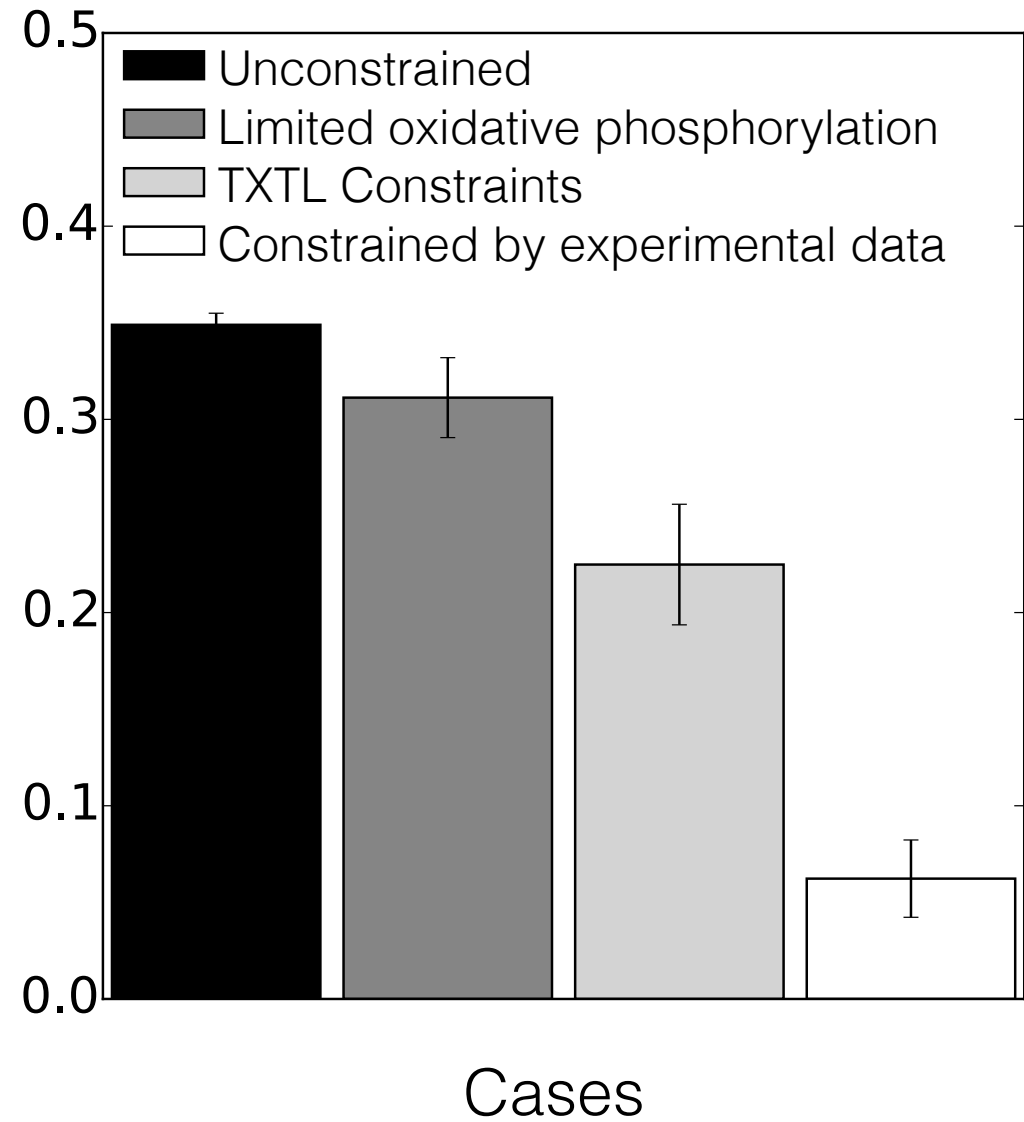 0.5
Unconstrained
Limited oxidative phosphorylation
TXTL Constraints
0.4
Constrained by experimental data
0.3
0.2
0.1
0.0
Cases